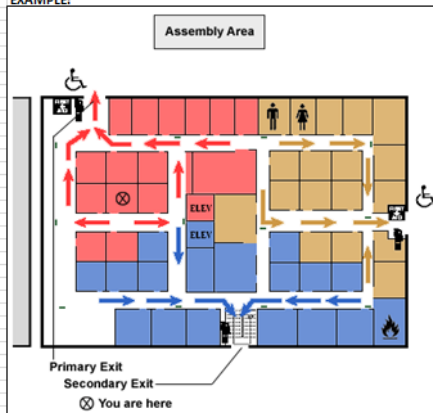 EXAMPLE:
Assembly Area
ELEV
ELEV
Primary Exit
Secondary Exit
You are here